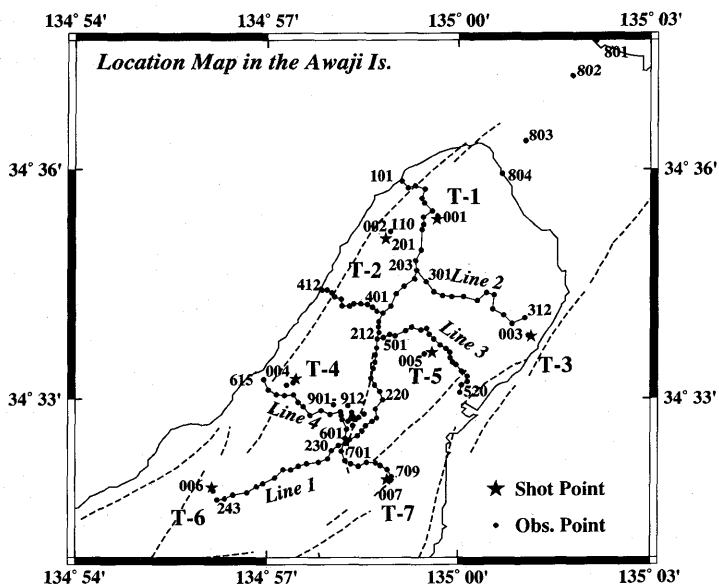 134° 54' 134° 57' 135° 00' 135° 03'
Location Map in the Awaji Is.
801
802
803
34° 36' 34° 36'
804
101
T-1
001
002 110
201
T-2
203
301 Line 2
412
401
312
003
212
501
Line 3
005
T-3
T-4
004
T-5
615
34° 33' 34° 33'
901 912
220
520
Line 4
601
230 701
709
006
Line 1
007
243
T-6
T-7
Shot Point
Obs. Point
134° 54' 134° 57' 135° 00' 135° 03'